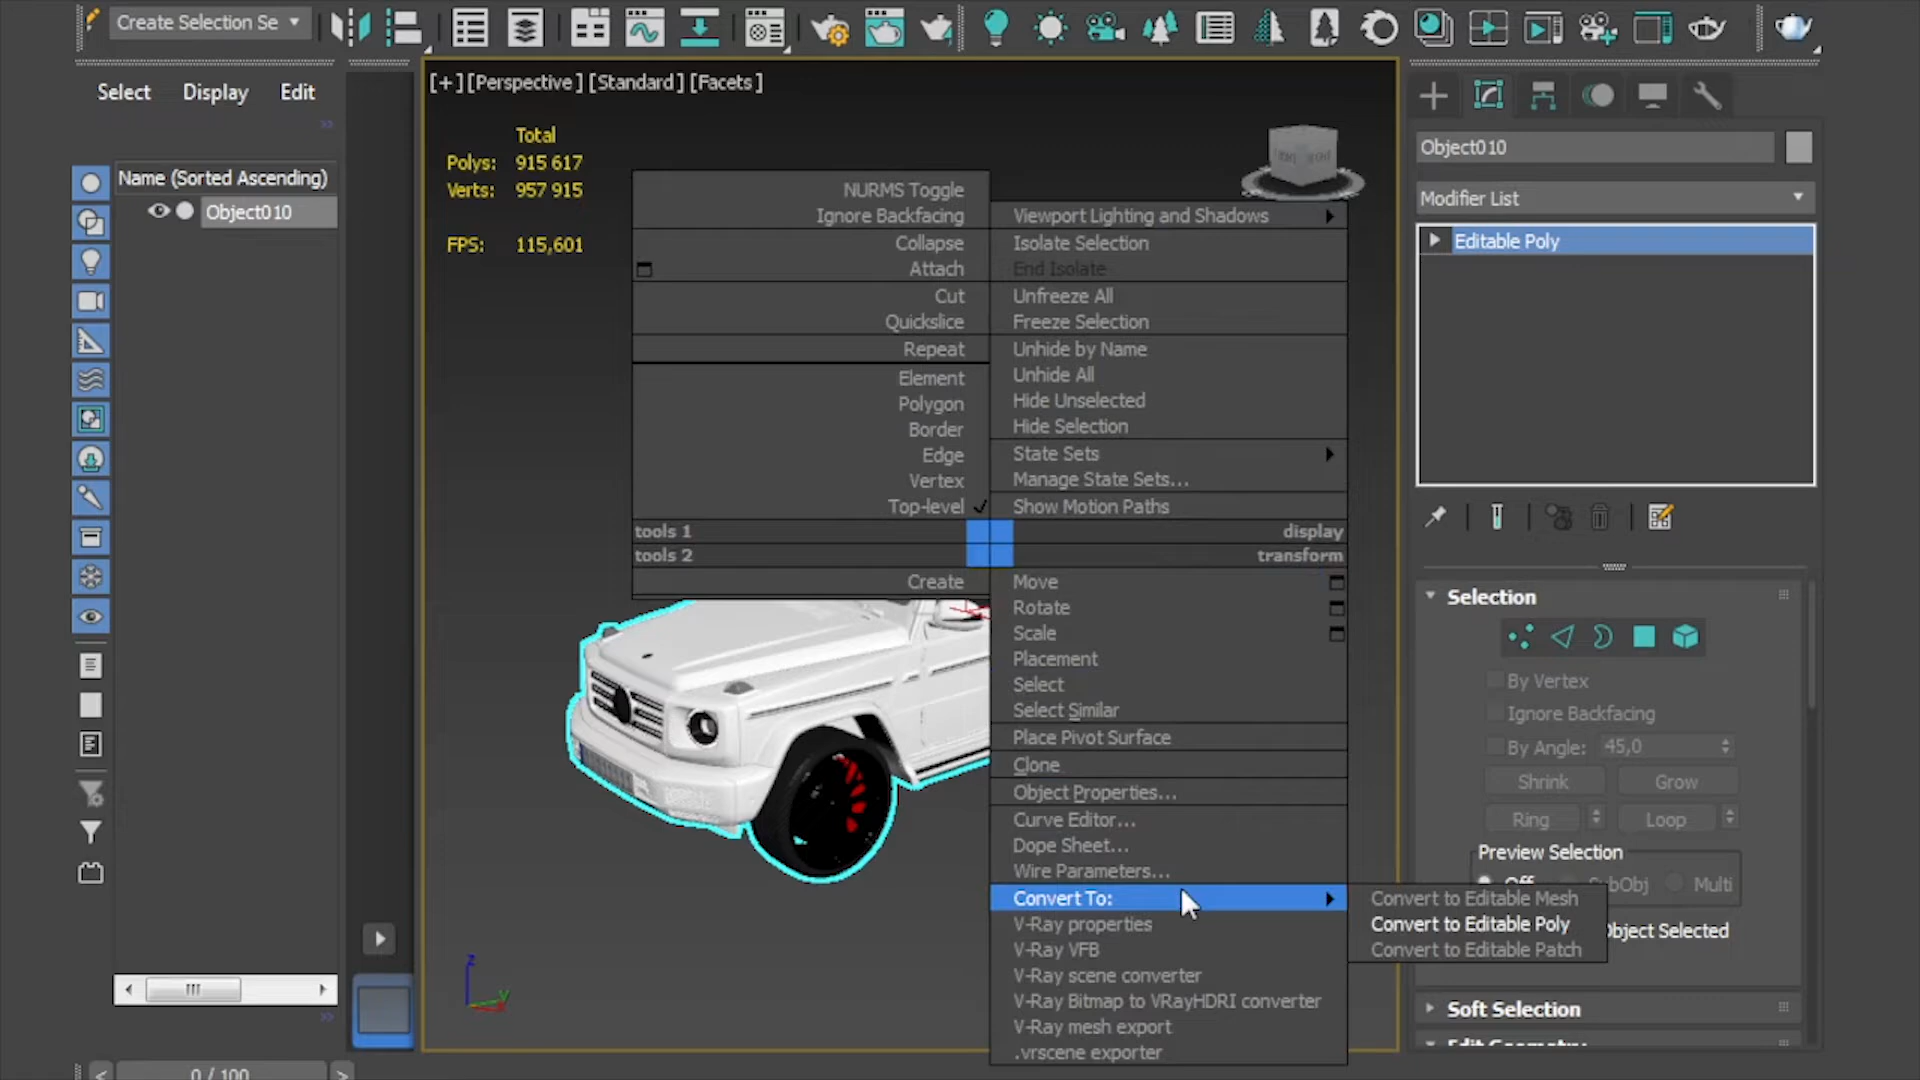 Create Selection Se
Select Display Edit
Name (Sorted Ascending)
Object010
0 / 100
[+] [Perspective] [Standard] [Facets]
Total
Polys: 915 617
Verts: 957 915
FPS: 115,601
NURMS Toggle
Ignore Backfacing
Collapse
Attach
Cut
Quickslice
Repeat
Element
Polygon
Border
Edge
Vertex
Top-level
tools 1
tools 2
Create
Viewport Lighting and Shadows
Isolate Selection
End Isolate
Unfreeze All
Freeze Selection
Unhide by Name
Unhide All
Hide Unselected
Hide Selection
State Sets
Manage State Sets...
Show Motion Paths
display
transform
Move
Rotate
Scale
Placement
Select
Select Similar
Place Pivot Surface
Clone
Object Properties...
Curve Editor...
Dope Sheet...
Wire Parameters...
Convert To:
V-Ray properties
V-Ray VFB
V-Ray scene converter
V-Ray Bitmap to VRayHDRI converter
V-Ray mesh export
.vrscene exporter
Convert to Editable Mesh
Convert to Editable Poly
Convert to Editable Patch
z
y
Object010
Modifier List
Editable Poly
Selection
By Vertex
Ignore Backfacing
By Angle: 45,0
Shrink Grow
Ring Loop
Preview Selection
Off SubObj Multi
Object Selected
Soft Selection
Edit Geometry